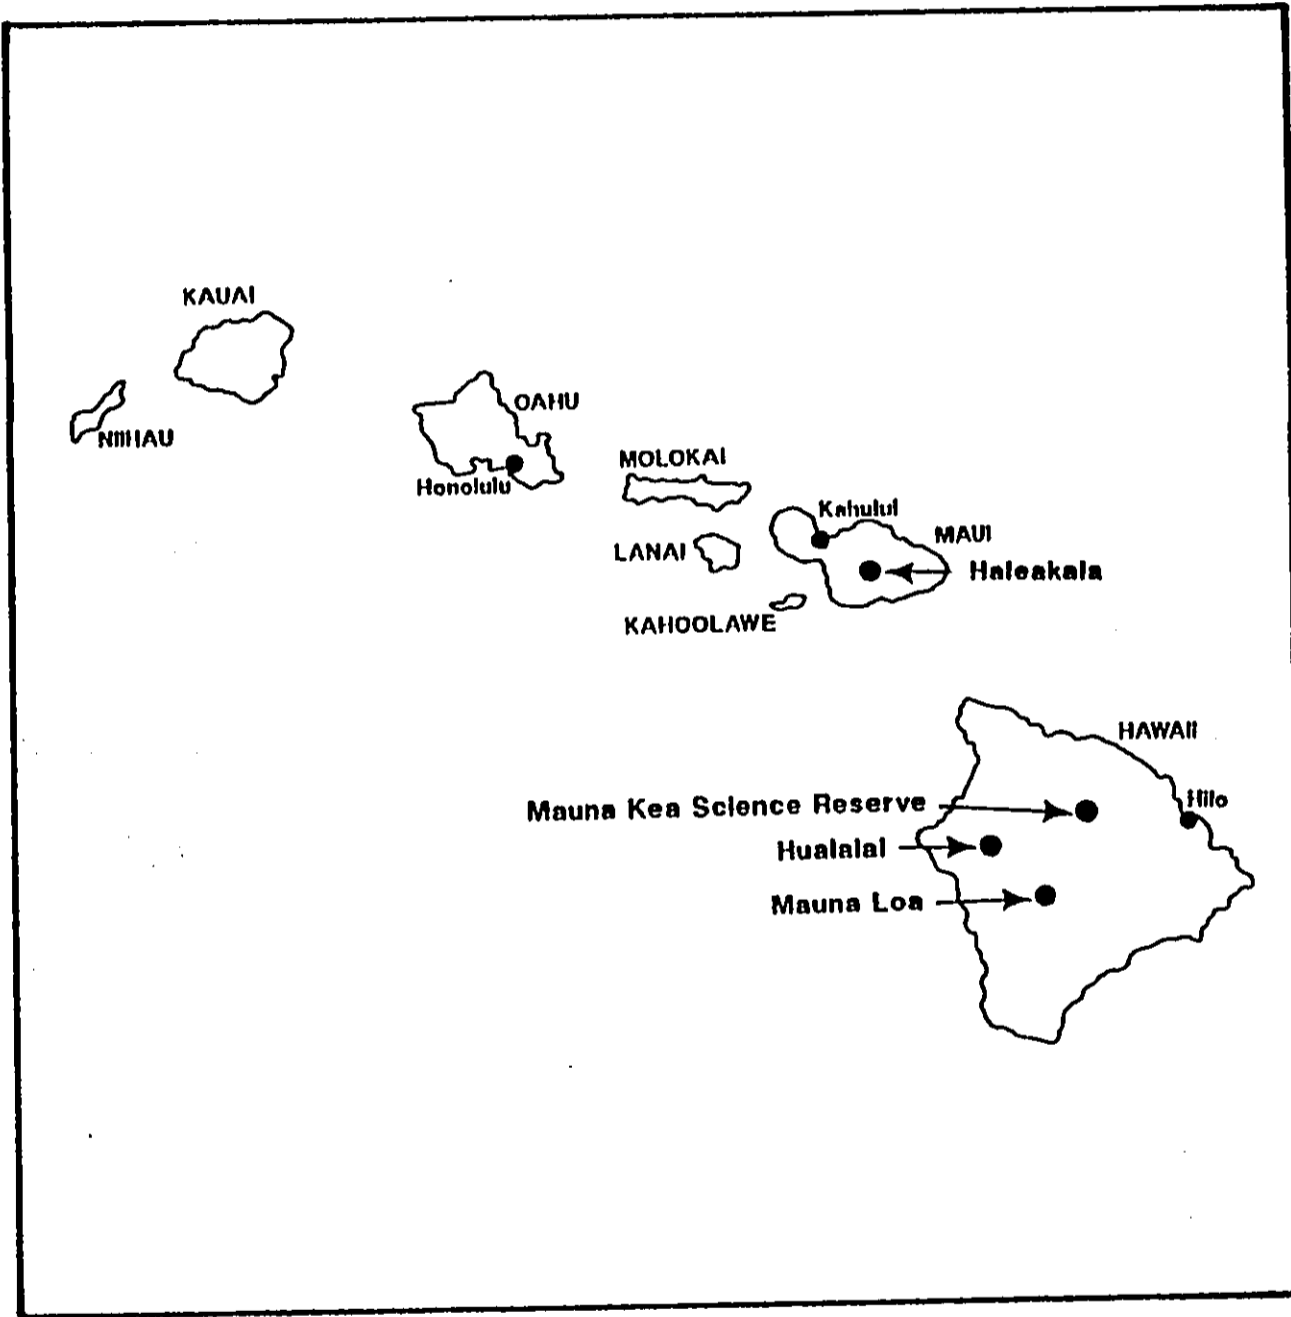 KAUAI
NIIHAU
OAHU
Honolulu
MOLOKAI
LANAI
KAHOOLAWE
Kahului
MAUI
Haleakala
HAWAII
Hilo
Mauna Kea Science Reserve
Hualalai
Mauna Loa